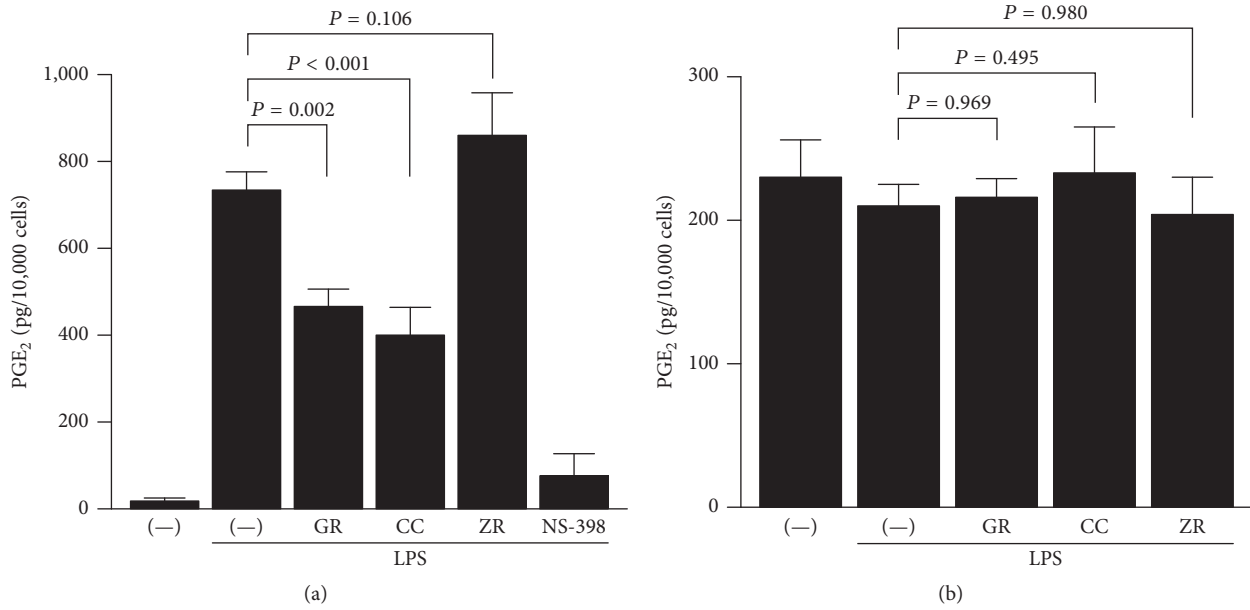 P = 0.106
P < 0.001
P = 0.002
1,000
800
600
400
200
0
PGE₂ (pg/10,000 cells)
(—) (—) GR CC ZR NS-398
LPS
(a)
P = 0.980
P = 0.495
P = 0.969
300
200
100
0
PGE₂ (pg/10,000 cells)
(—) (—) GR CC ZR
LPS
(b)